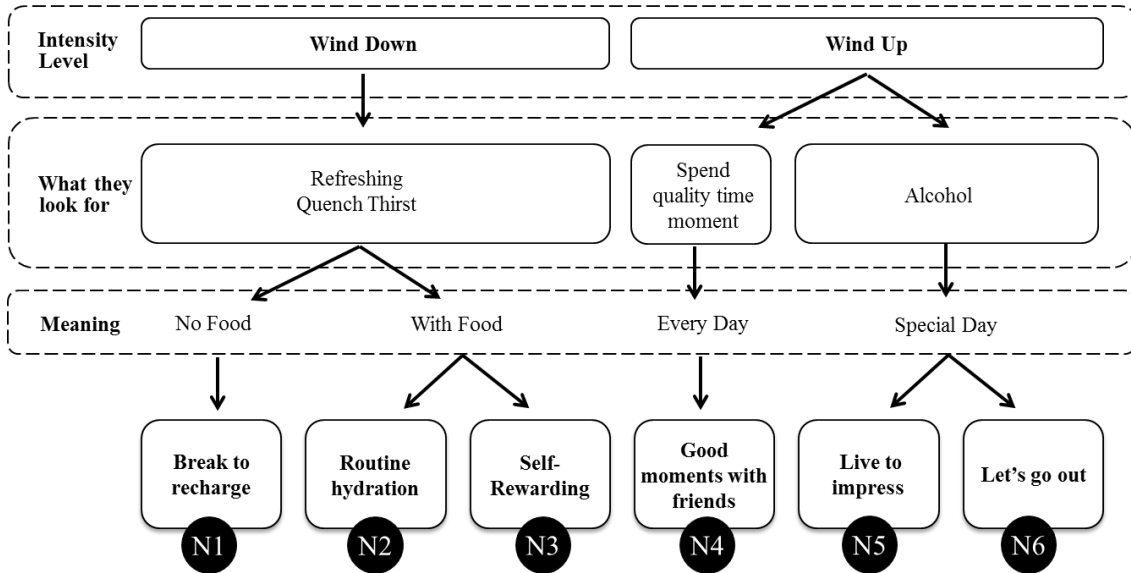 Intensity
Level
Wind Down
Wind Up
What they
look for
Refreshing
Quench Thirst
Spend
quality time
moment
Alcohol
Meaning
No Food
With Food
Every Day
Special Day
Break to
recharge
Routine
hydration
Self-
Rewarding
Good
moments with
friends
Live to
impress
Let’s go out
N1
N2
N3
N4
N5
N6